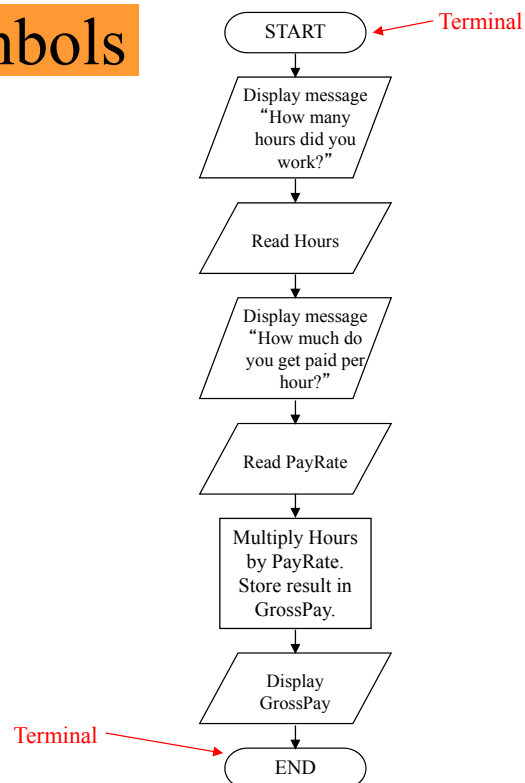 nbols
START
Terminal
Display message
“How many
hours did you
work?”
Read Hours
Display message
“How much do
you get paid per
hour?”
Read PayRate
Multiply Hours
by PayRate.
Store result in
GrossPay.
Display
GrossPay
Terminal
END